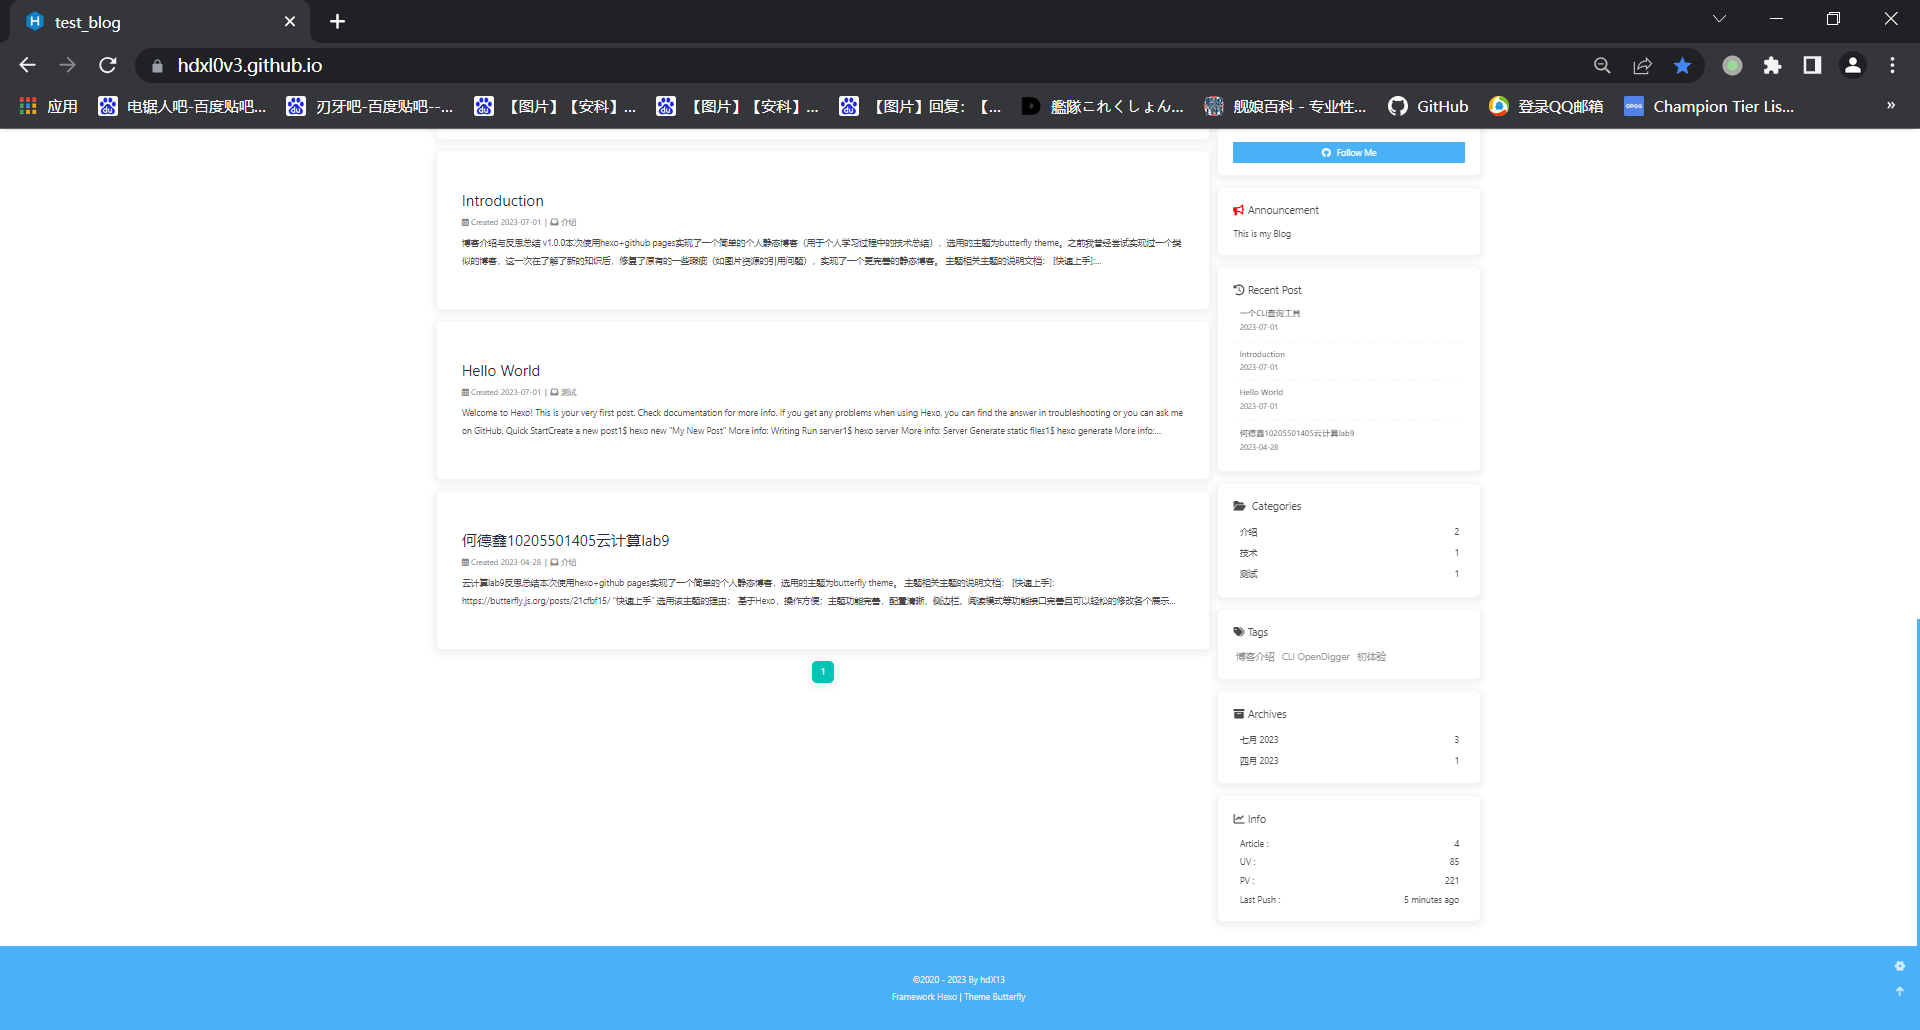 test_blog
hdxl0v3.github.io
应用
电锯人吧-百度贴吧...
刃牙吧-百度贴吧--...
【图片】【安科】...
【图片】【安科】...
【图片】回复：【...
艦隊これくしょん...
舰娘百科 - 专业性...
GitHub
登录QQ邮箱
Champion Tier Lis...
»
Introduction
Created 2023-07-01 | 介绍
博客介绍与反思总结 v1.0.0本次使用hexo+github pages实现了一个简单的个人静态博客（用于个人学习过程中的技术总结），选用的主题为butterfly theme。之前我曾经尝试实现过一个类
似的博客，这一次在了解了新的知识后，修复了原有的一些瑕疵（如图片资源的引用问题），实现了一个更完善的静态博客。 主题相关主题的说明文档： [快速上手]:...
Hello World
Created 2023-07-01 | 测试
Welcome to Hexo! This is your very first post. Check documentation for more info. If you get any problems when using Hexo, you can find the answer in troubleshooting or you can ask me
on GitHub. Quick StartCreate a new post1$ hexo new "My New Post" More info: Writing Run server1$ hexo server More info: Server Generate static files1$ hexo generate More info:...
何德鑫10205501405云计算lab9
Created 2023-04-28 | 介绍
云计算lab9反思总结本次使用hexo+github pages实现了一个简单的个人静态博客，选用的主题为butterfly theme。 主题相关主题的说明文档： [快速上手]:
https://butterfly.js.org/posts/21cfbf15/ "快速上手" 选用该主题的理由： 基于Hexo，操作方便；主题功能完善，配置清晰，侧边栏、阅读模式等功能接口完善且可以轻松的修改各个展示...
1
Follow Me
Announcement
This is my Blog
Recent Post
一个CLI查询工具
2023-07-01
Introduction
2023-07-01
Hello World
2023-07-01
何德鑫10205501405云计算lab9
2023-04-28
Categories
介绍 2
技术 1
测试 1
Tags
博客介绍 CLI OpenDigger 初体验
Archives
七月 2023 3
四月 2023 1
Info
Article : 4
UV : 85
PV : 221
Last Push : 5 minutes ago
©2020 - 2023 By hdX13
Framework Hexo | Theme Butterfly